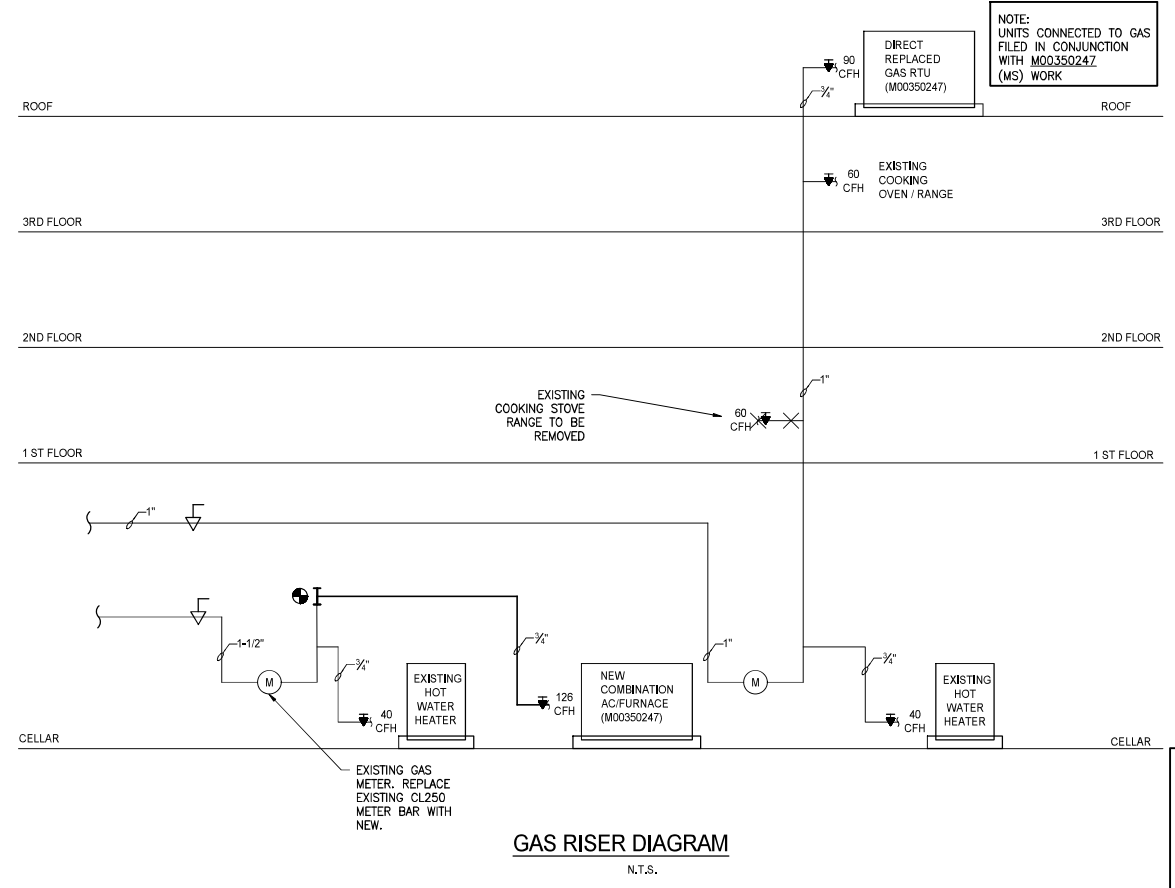 NOTE:
UNITS CONNECTED TO GAS
FILED IN CONJUNCTION
WITH M00350247
(MS) WORK
90
CFH
DIRECT
REPLACED
GAS RTU
(M00350247)
3/4"
ROOF
ROOF
60
CFH
EXISTING
COOKING
OVEN / RANGE
3RD FLOOR
3RD FLOOR
2ND FLOOR
2ND FLOOR
1"
EXISTING
COOKING STOVE
RANGE TO BE
REMOVED
60
CFH
1 ST FLOOR
1 ST FLOOR
1"
1-1/2"
M
3/4"
40
CFH
EXISTING
HOT
WATER
HEATER
3/4"
126
CFH
NEW
COMBINATION
AC/FURNACE
(M00350247)
1"
M
3/4"
40
CFH
EXISTING
HOT
WATER
HEATER
CELLAR
CELLAR
EXISTING GAS
METER. REPLACE
EXISTING CL250
METER BAR WITH
NEW.
GAS RISER DIAGRAM
N.T.S.